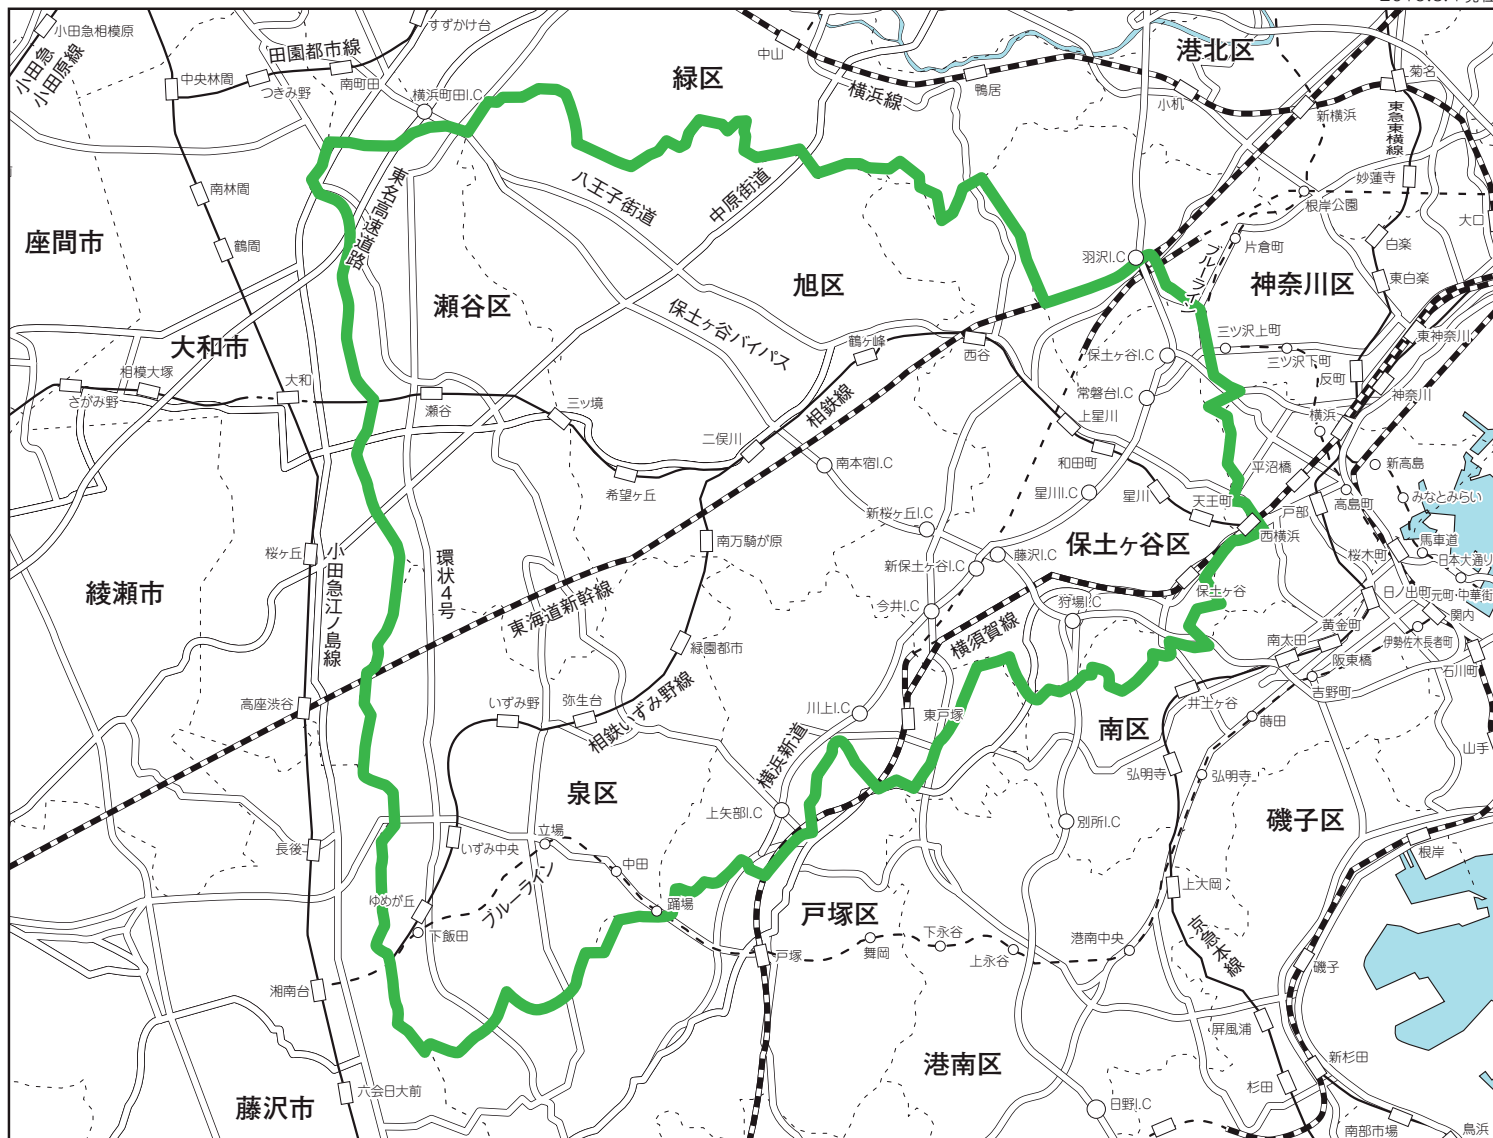 小田急相模原
小田急
小田原線
中央林間
田園都市線
つきみ野
南町田
すずかけ台
横浜町田I.C
緑区
中山
横浜線
鴨居
港北区
小机
新横浜
菊名
東急東横線
妙蓮寺
大口
根岸公園
白楽
東白楽
片倉町
ブルーライン
羽沢I.C
神奈川区
東神奈川
三ツ沢上町
三ツ沢下町
反町
神奈川
横浜
座間市
南林間
鶴間
東名高速道路
八王子街道
中原街道
瀬谷区
旭区
保土ヶ谷バイパス
鶴ヶ峰
西谷
保土ヶ谷I.C
常磐台I.C
上星川
和田町
星川I.C
星川
天王町
平沼橋
西横浜
戸部
高島町
新高島
みなとみらい
馬車道
日本大通り
桜木町
日ノ出町
元町・中華街
関内
伊勢佐木長者町
石川町
黄金町
南太田
阪東橋
吉野町
蒔田
井土ヶ谷
山手
大和市
相模大塚
さがみ野
大和
瀬谷
三ツ境
希望ヶ丘
二俣川
相鉄線
南本宿I.C
新桜ヶ丘I.C
南万騎が原
保土ヶ谷区
藤沢I.C
新保土ヶ谷I.C
今井I.C
狩場I.C
保土ヶ谷
横須賀線
綾瀬市
桜ヶ丘
小田急江ノ島線
環状4号
東海道新幹線
緑園都市
高座渋谷
いずみ野
弥生台
相鉄いずみ野線
横浜新道
川上I.C
東戸塚
南区
弘明寺
弘明寺
磯子区
泉区
上矢部I.C
別所I.C
根岸
長後
いずみ中央
立場
中田
ブルーライン
踊場
ゆめが丘
下飯田
戸塚区
戸塚
舞岡
下永谷
上永谷
港南中央
上大岡
京急本線
磯子
湘南台
屏風浦
新杉田
杉田
港南区
日野I.C
南部市場
鳥浜
藤沢市
六会日大前